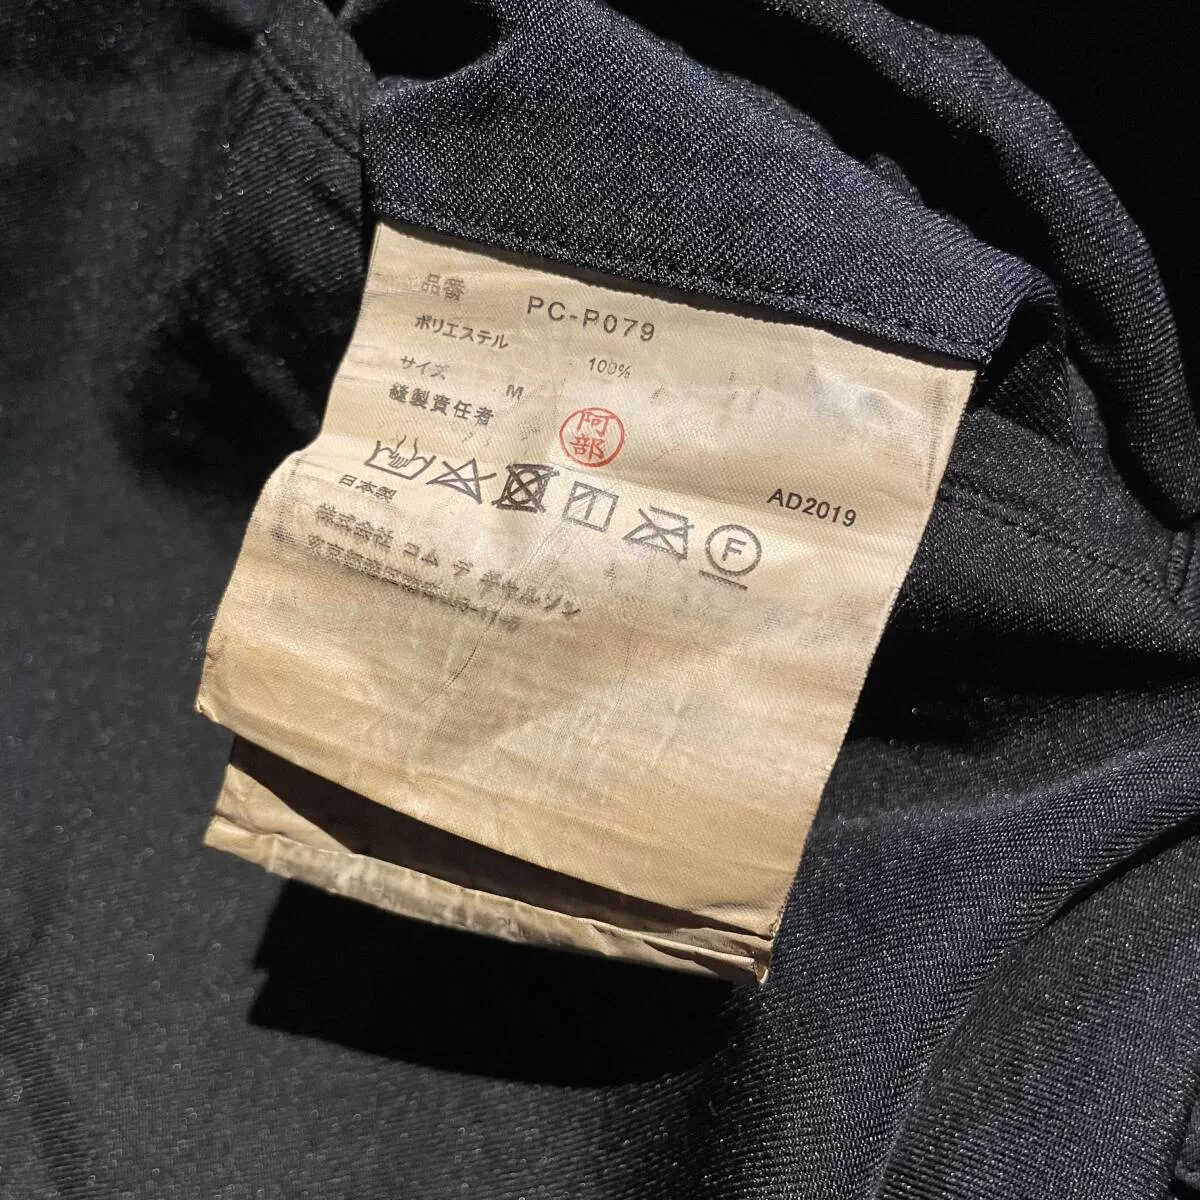 品番 PC-P079
ポリエステル 100%
サイズ M
縫製責任者 阿部
F
日本製 AD2019
株式会社 コム デ ギャルソン